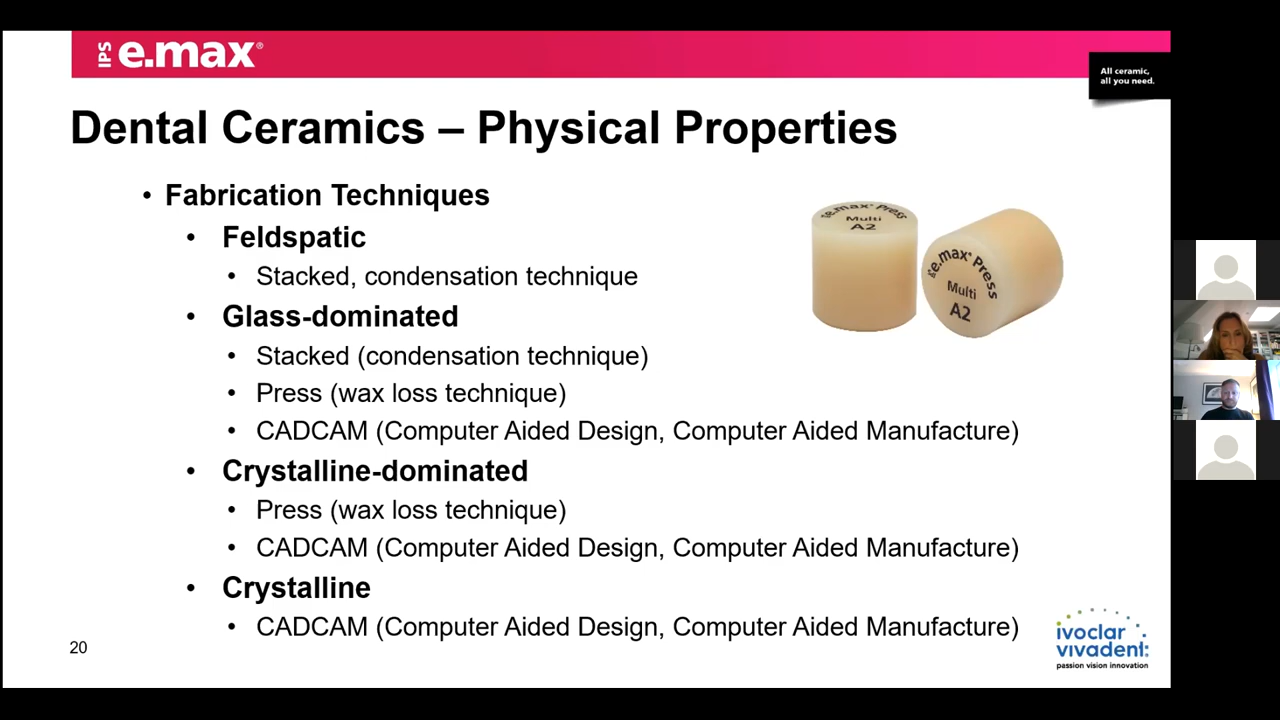 IPS e.max®
All ceramic,
all you need.
Dental Ceramics – Physical Properties
• Fabrication Techniques
• Feldspatic
• Stacked, condensation technique
• Glass-dominated
• Stacked (condensation technique)
• Press (wax loss technique)
• CADCAM (Computer Aided Design, Computer Aided Manufacture)
• Crystalline-dominated
• Press (wax loss technique)
• CADCAM (Computer Aided Design, Computer Aided Manufacture)
• Crystalline
• CADCAM (Computer Aided Design, Computer Aided Manufacture)
e.max® Press
Multi
A2
e.max® Press
Multi
A2
20
ivoclar
vivadent:
passion vision innovation